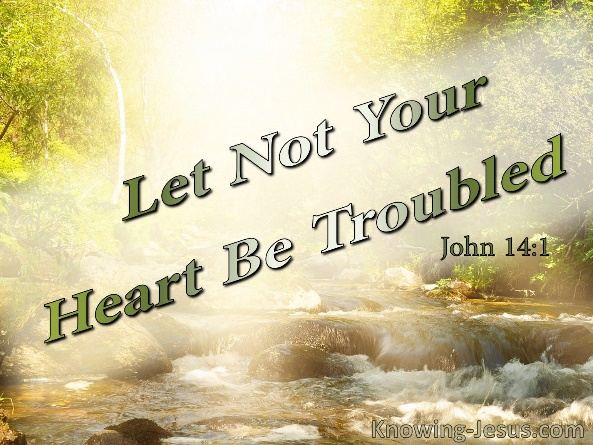 Let Not Your
Heart Be Troubled
John 14:1
Knowing-Jesus.com